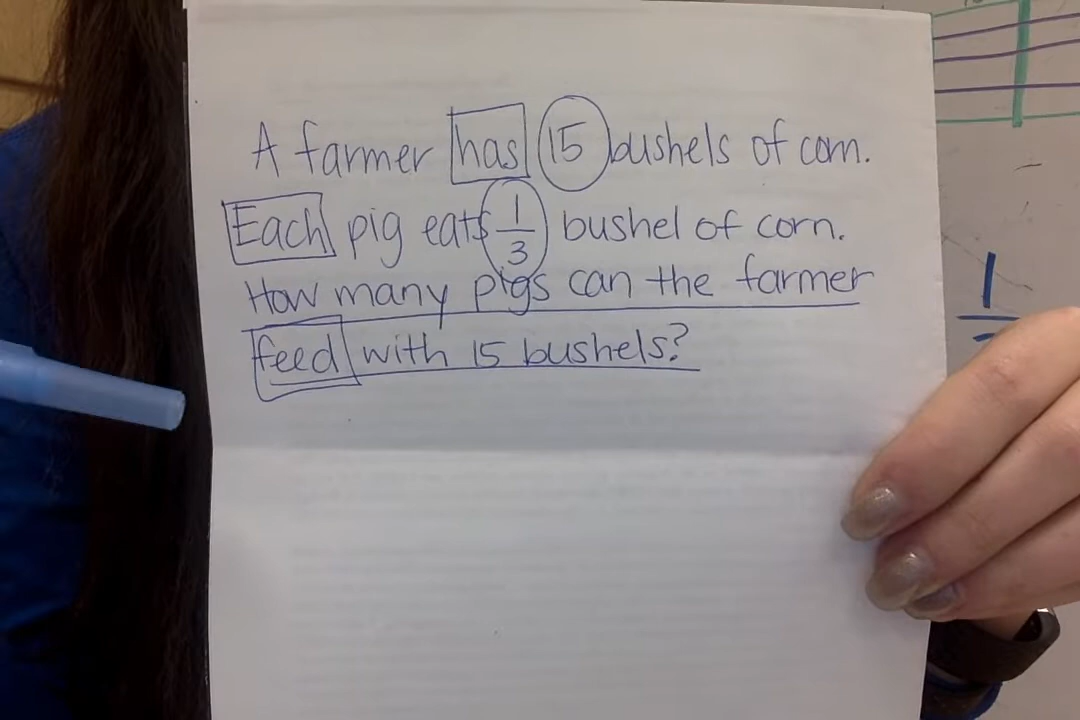 A farmer has 15 bushels of corn.
Each pig eats 1/3 bushel of corn.
How many pigs can the farmer
feed with 15 bushels?
1